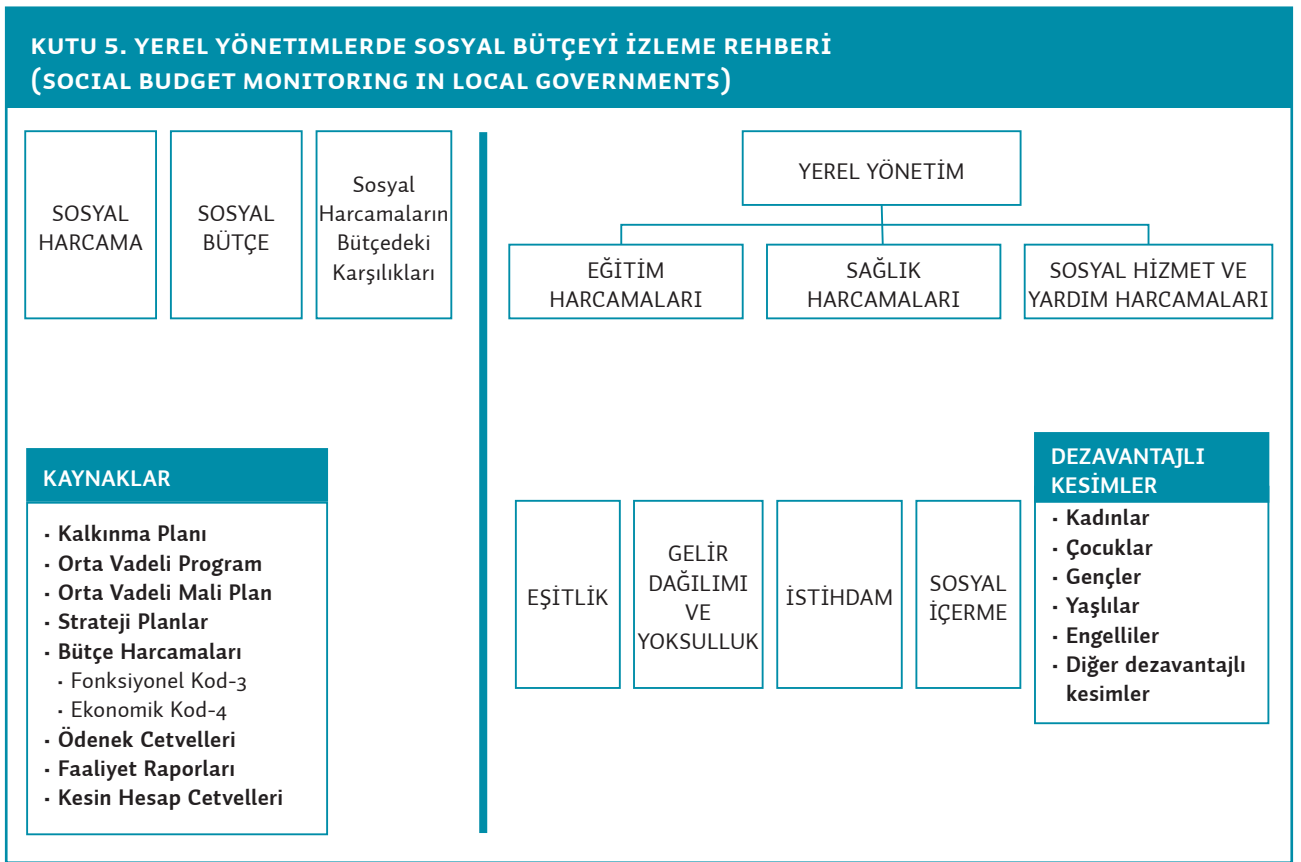 KUTU 5. YEREL YÖNETIMLERDE SOSYAL BÜTÇEYİ İZLEME REHBERİ
(SOCIAL BUDGET MONITORING IN LOCAL GOVERNMENTS)
SOSYAL
HARCAMA
SOSYAL
BÜTÇE
Sosyal
Harcamaların
Bütçedeki
Karşılıkları
YEREL YÖNETİM
EĞİTİM
HARCAMALARI
SAĞLIK
HARCAMALARI
SOSYAL HİZMET VE
YARDIM HARCAMALARI
KAYNAKLAR
· Kalkınma Planı
· Orta Vadeli Program
· Orta Vadeli Mali Plan
· Strateji Planlar
· Bütçe Harcamaları
· Fonksiyonel Kod-3
· Ekonomik Kod-4
· Ödenek Cetvelleri
· Faaliyet Raporları
· Kesin Hesap Cetvelleri
EŞİTLİK
GELİR
DAĞILIMI
VE
YOKSULLUK
İSTİHDAM
SOSYAL
İÇERME
DEZAVANTAJLI
KESİMLER
· Kadınlar
· Çocuklar
· Gençler
· Yaşlılar
· Engelliler
· Diğer dezavantajlı
kesimler